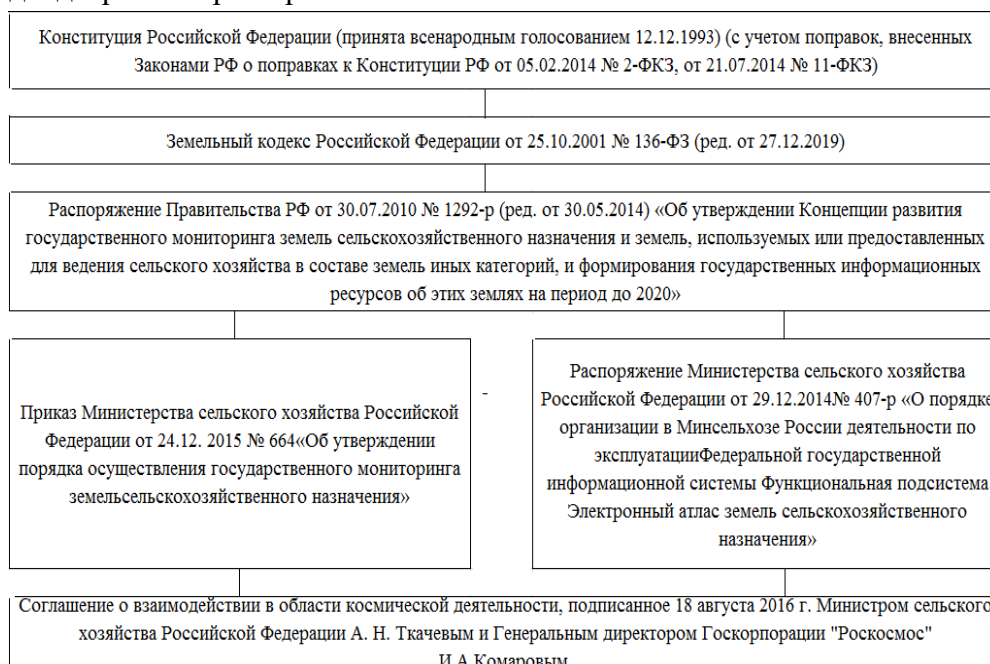 Конституция Российской Федерации (принята всенародным голосованием 12.12.1993) (с учетом поправок, внесенных
Законами РФ о поправках к Конституции РФ от 05.02.2014 № 2-ФКЗ, от 21.07.2014 № 11-ФКЗ)
Земельный кодекс Российской Федерации от 25.10.2001 № 136-ФЗ (ред. от 27.12.2019)
Распоряжение Правительства РФ от 30.07.2010 № 1292-р (ред. от 30.05.2014) «Об утверждении Концепции развития
государственного мониторинга земель сельскохозяйственного назначения и земель, используемых или предоставленных
для ведения сельского хозяйства в составе земель иных категорий, и формирования государственных информационных
ресурсов об этих землях на период до 2020»
Приказ Министерства сельского хозяйства Российской
Федерации от 24.12. 2015 № 664«Об утверждении
порядка осуществления государственного мониторинга
земельсельскохозяйственного назначения»
-
Распоряжение Министерства сельского хозяйства
Российской Федерации от 29.12.2014№ 407-р «О порядке
организации в Минсельхозе России деятельности по
эксплуатацииФедеральной государственной
информационной системы Функциональная подсистема
Электронный атлас земель сельскохозяйственного
назначения»
Соглашение о взаимодействии в области космической деятельности, подписанное 18 августа 2016 г. Министром сельского
хозяйства Российской Федерации А. Н. Ткачевым и Генеральным директором Госкорпорации "Роскосмос"
И.А.Комаровым